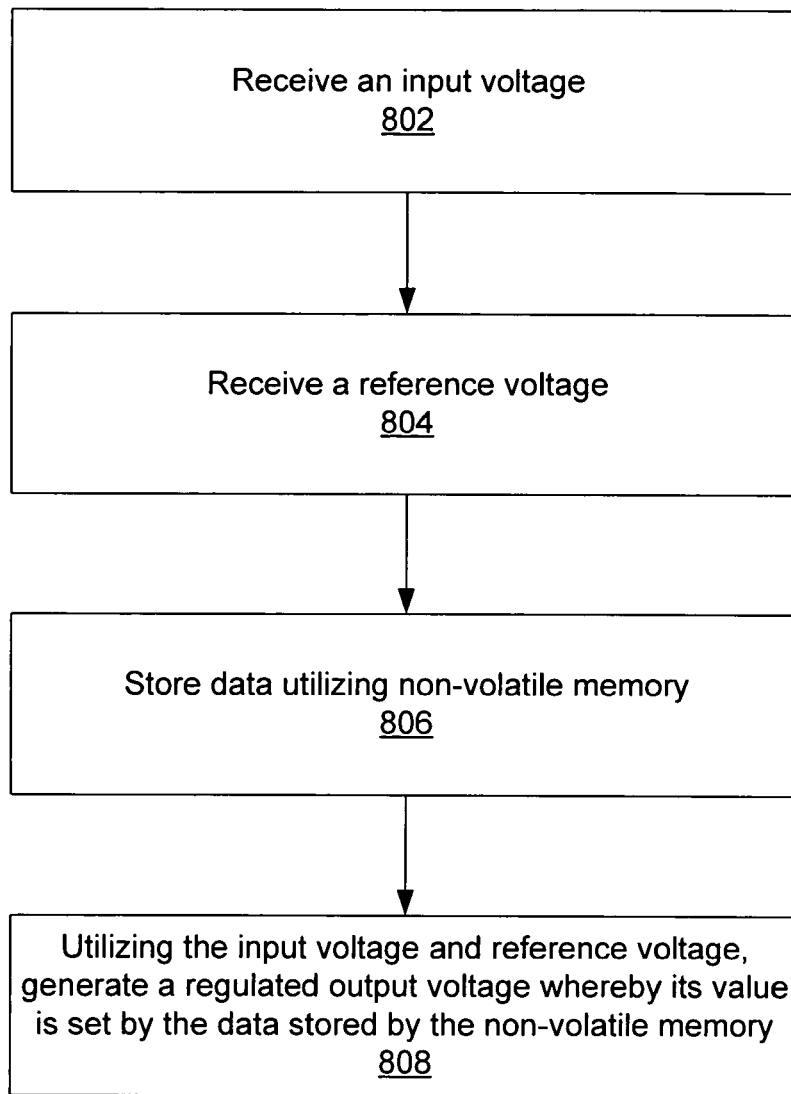 Receive an input voltage
802
Receive a reference voltage
804
Store data utilizing non-volatile memory
806
Utilizing the input voltage and reference voltage,
generate a regulated output voltage whereby its value
is set by the data stored by the non-volatile memory
808